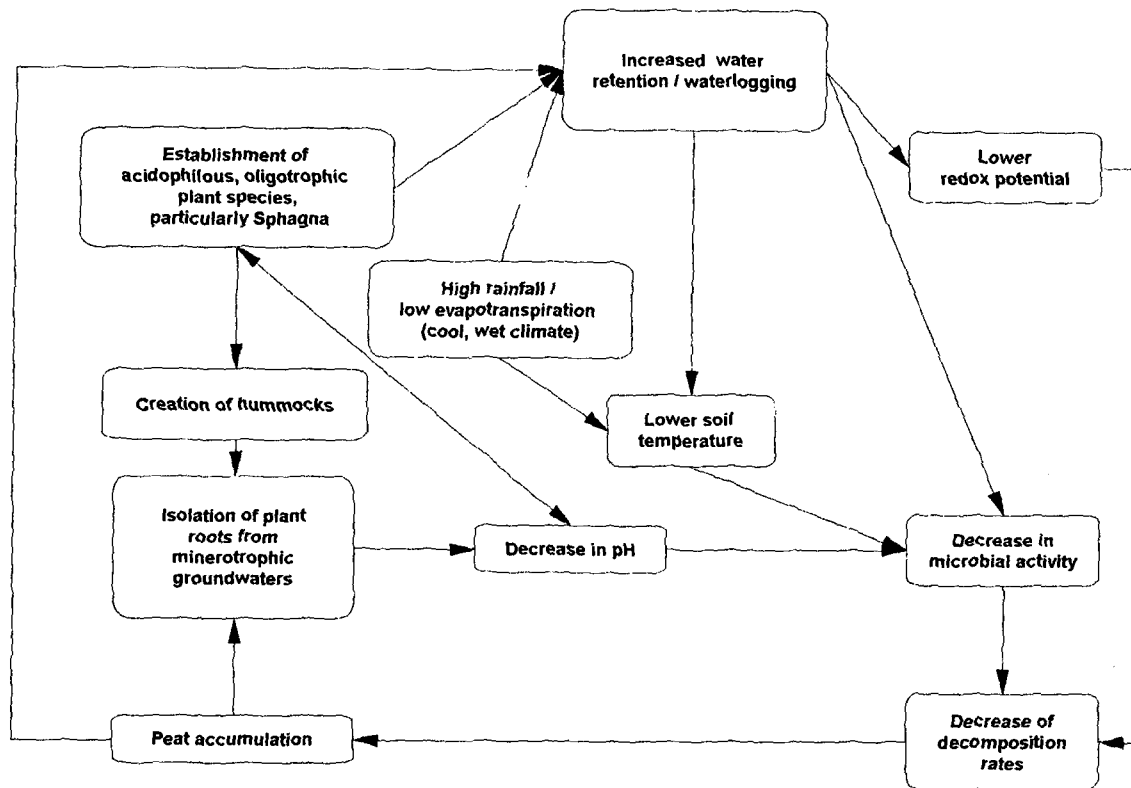 Increased water
retention / waterlogging
Establishment of
acidophilous, oligotrophic
plant species,
particularly Sphagna
Lower
redox potential
High rainfall /
low evapotranspiration
(cool, wet climate)
Creation of hummocks
Lower soil
temperature
Isolation of plant
roots from
minerotrophic
groundwaters
Decrease in pH
Decrease in
microbial activity
Peat accumulation
Decrease of
decomposition
rates